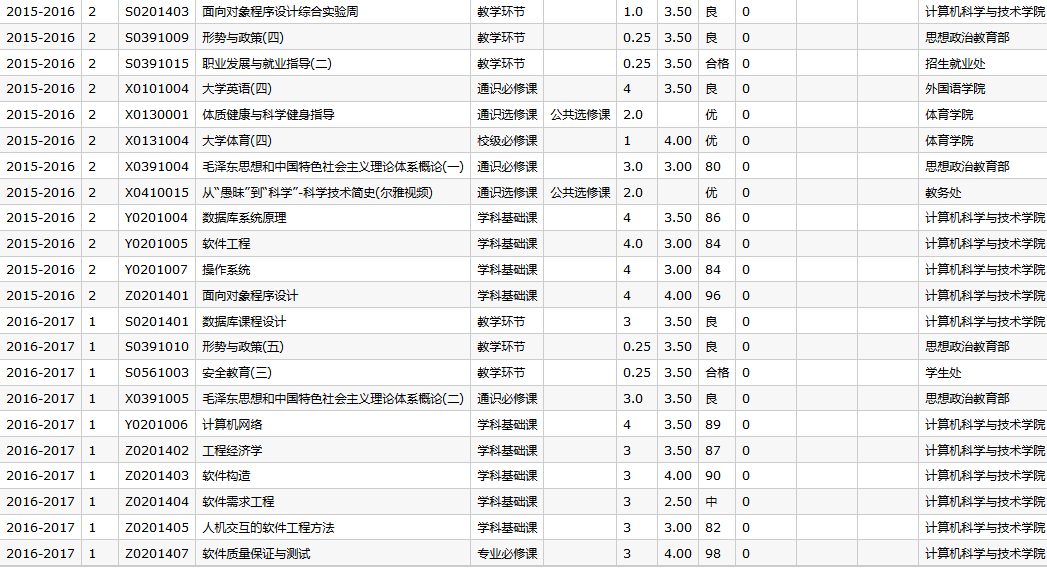 2015-2016 2 S0201403 面向对象程序设计综合实验周 教学环节 1.0 3.50 良 0 计算机科学与技术学院
2015-2016 2 S0391009 形势与政策(四) 教学环节 0.25 3.50 良 0 思想政治教育部
2015-2016 2 S0391015 职业发展与就业指导(二) 教学环节 0.25 3.50 合格 0 招生就业处
2015-2016 2 X0101004 大学英语(四) 通识必修课 4 3.50 良 0 外国语学院
2015-2016 2 X0130001 体质健康与科学健身指导 通识选修课 公共选修课 2.0 优 0 体育学院
2015-2016 2 X0131004 大学体育(四) 校级必修课 1 4.00 优 0 体育学院
2015-2016 2 X0391004 毛泽东思想和中国特色社会主义理论体系概论(一) 通识必修课 3.0 3.00 80 0 思想政治教育部
2015-2016 2 X0410015 从“愚昧”到“科学”-科学技术简史(尔雅视频) 通识选修课 公共选修课 2.0 优 0 教务处
2015-2016 2 Y0201004 数据库系统原理 学科基础课 4 3.50 86 0 计算机科学与技术学院
2015-2016 2 Y0201005 软件工程 学科基础课 4.0 3.00 84 0 计算机科学与技术学院
2015-2016 2 Y0201007 操作系统 学科基础课 4 3.00 84 0 计算机科学与技术学院
2015-2016 2 Z0201401 面向对象程序设计 学科基础课 4 4.00 96 0 计算机科学与技术学院
2016-2017 1 S0201401 数据库课程设计 教学环节 3 3.50 良 0 计算机科学与技术学院
2016-2017 1 S0391010 形势与政策(五) 教学环节 0.25 3.50 良 0 思想政治教育部
2016-2017 1 S0561003 安全教育(三) 教学环节 0.25 3.50 合格 0 学生处
2016-2017 1 X0391005 毛泽东思想和中国特色社会主义理论体系概论(二) 通识必修课 3.0 3.50 良 0 思想政治教育部
2016-2017 1 Y0201006 计算机网络 学科基础课 4 3.50 89 0 计算机科学与技术学院
2016-2017 1 Z0201402 工程经济学 学科基础课 3 3.50 87 0 计算机科学与技术学院
2016-2017 1 Z0201403 软件构造 学科基础课 3 4.00 90 0 计算机科学与技术学院
2016-2017 1 Z0201404 软件需求工程 学科基础课 3 2.50 中 0 计算机科学与技术学院
2016-2017 1 Z0201405 人机交互的软件工程方法 学科基础课 3 3.00 82 0 计算机科学与技术学院
2016-2017 1 Z0201407 软件质量保证与测试 专业必修课 3 4.00 98 0 计算机科学与技术学院